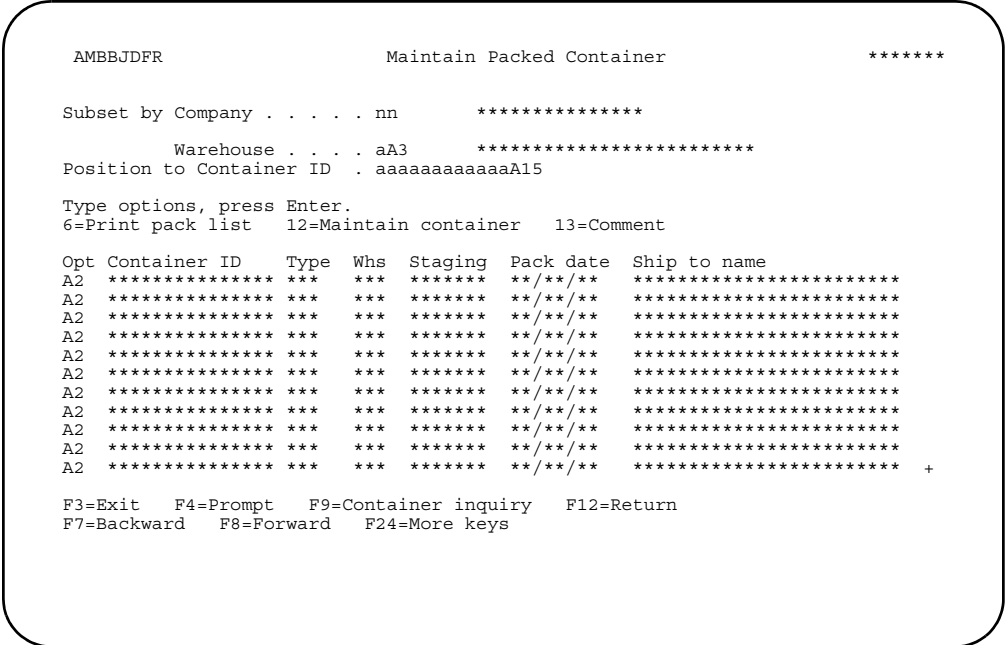 AMBBJDFR Maintain Packed Container *******
Subset by Company . . . . . nn ***************
Warehouse . . . . aA3 *************************
Position to Container ID . aaaaaaaaaaaaA15
Type options, press Enter.
6=Print pack list 12=Maintain container 13=Comment
Opt Container ID Type Whs Staging Pack date Ship to name
A2 *************** *** *** ******* **/**/** ************************
A2 *************** *** *** ******* **/**/** ************************
A2 *************** *** *** ******* **/**/** ************************
A2 *************** *** *** ******* **/**/** ************************
A2 *************** *** *** ******* **/**/** ************************
A2 *************** *** *** ******* **/**/** ************************
A2 *************** *** *** ******* **/**/** ************************
A2 *************** *** *** ******* **/**/** ************************
A2 *************** *** *** ******* **/**/** ************************
A2 *************** *** *** ******* **/**/** ************************
A2 *************** *** *** ******* **/**/** ************************ +
F3=Exit F4=Prompt F9=Container inquiry F12=Return
F7=Backward F8=Forward F24=More keys